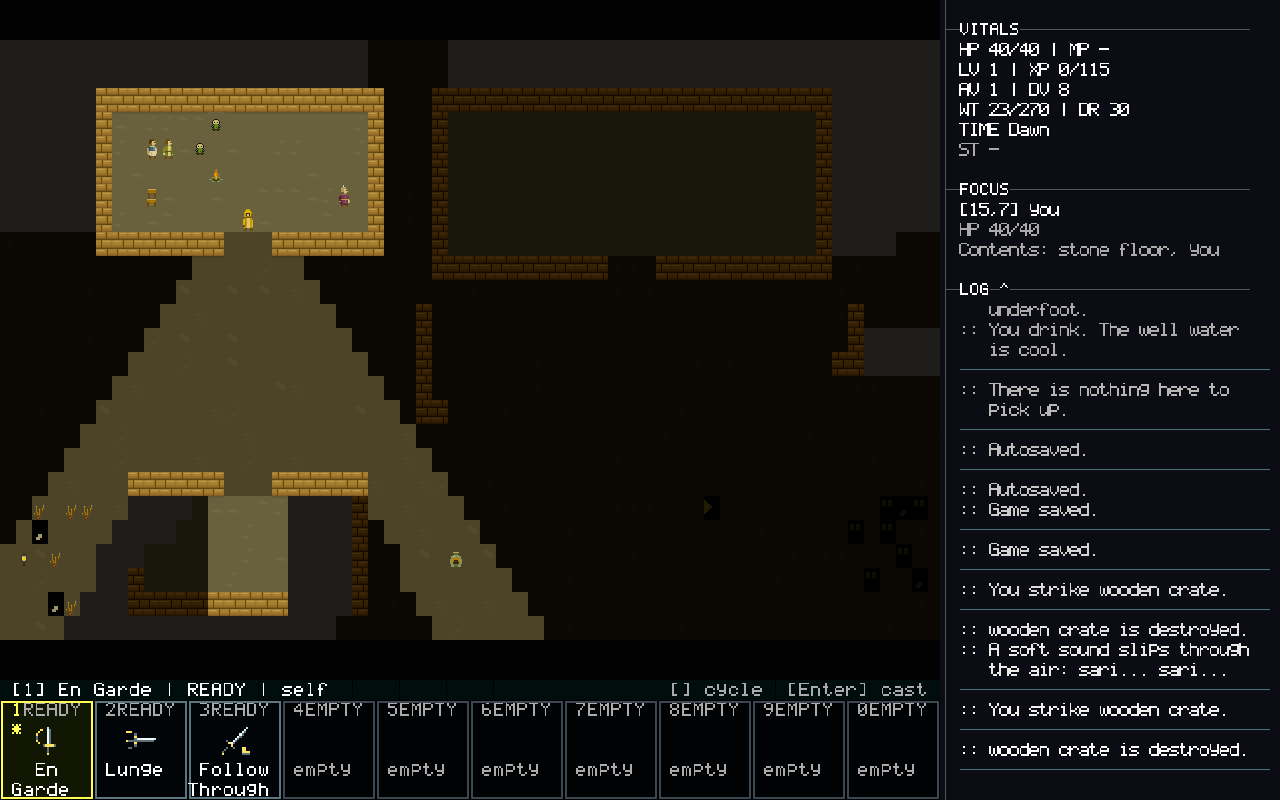 VITALS
HP 40/40 | MP -
LV 1 | XP 0/115
AV 1 | DV 8
WT 23/270 | DR 30
TIME Dawn
ST -
FOCUS
[15,7] You
HP 40/40
Contents: stone floor, you
LOG ^
underfoot.
:: You drink. The well water
is cool.
:: There is nothing here to
pick up.
:: Autosaved.
:: Autosaved.
:: Game saved.
:: Game saved.
:: You strike wooden crate.
:: wooden crate is destroyed.
:: A soft sound slips through
the air: sari... sari...
:: You strike wooden crate.
:: wooden crate is destroyed.
[1] En Garde | READY | self
[] cycle [Enter] cast
1READY 2READY 3READY 4EMPTY 5EMPTY 6EMPTY 7EMPTY 8EMPTY 9EMPTY 0EMPTY
*
En Lunge Follow empty empty empty empty empty empty empty
Garde Through